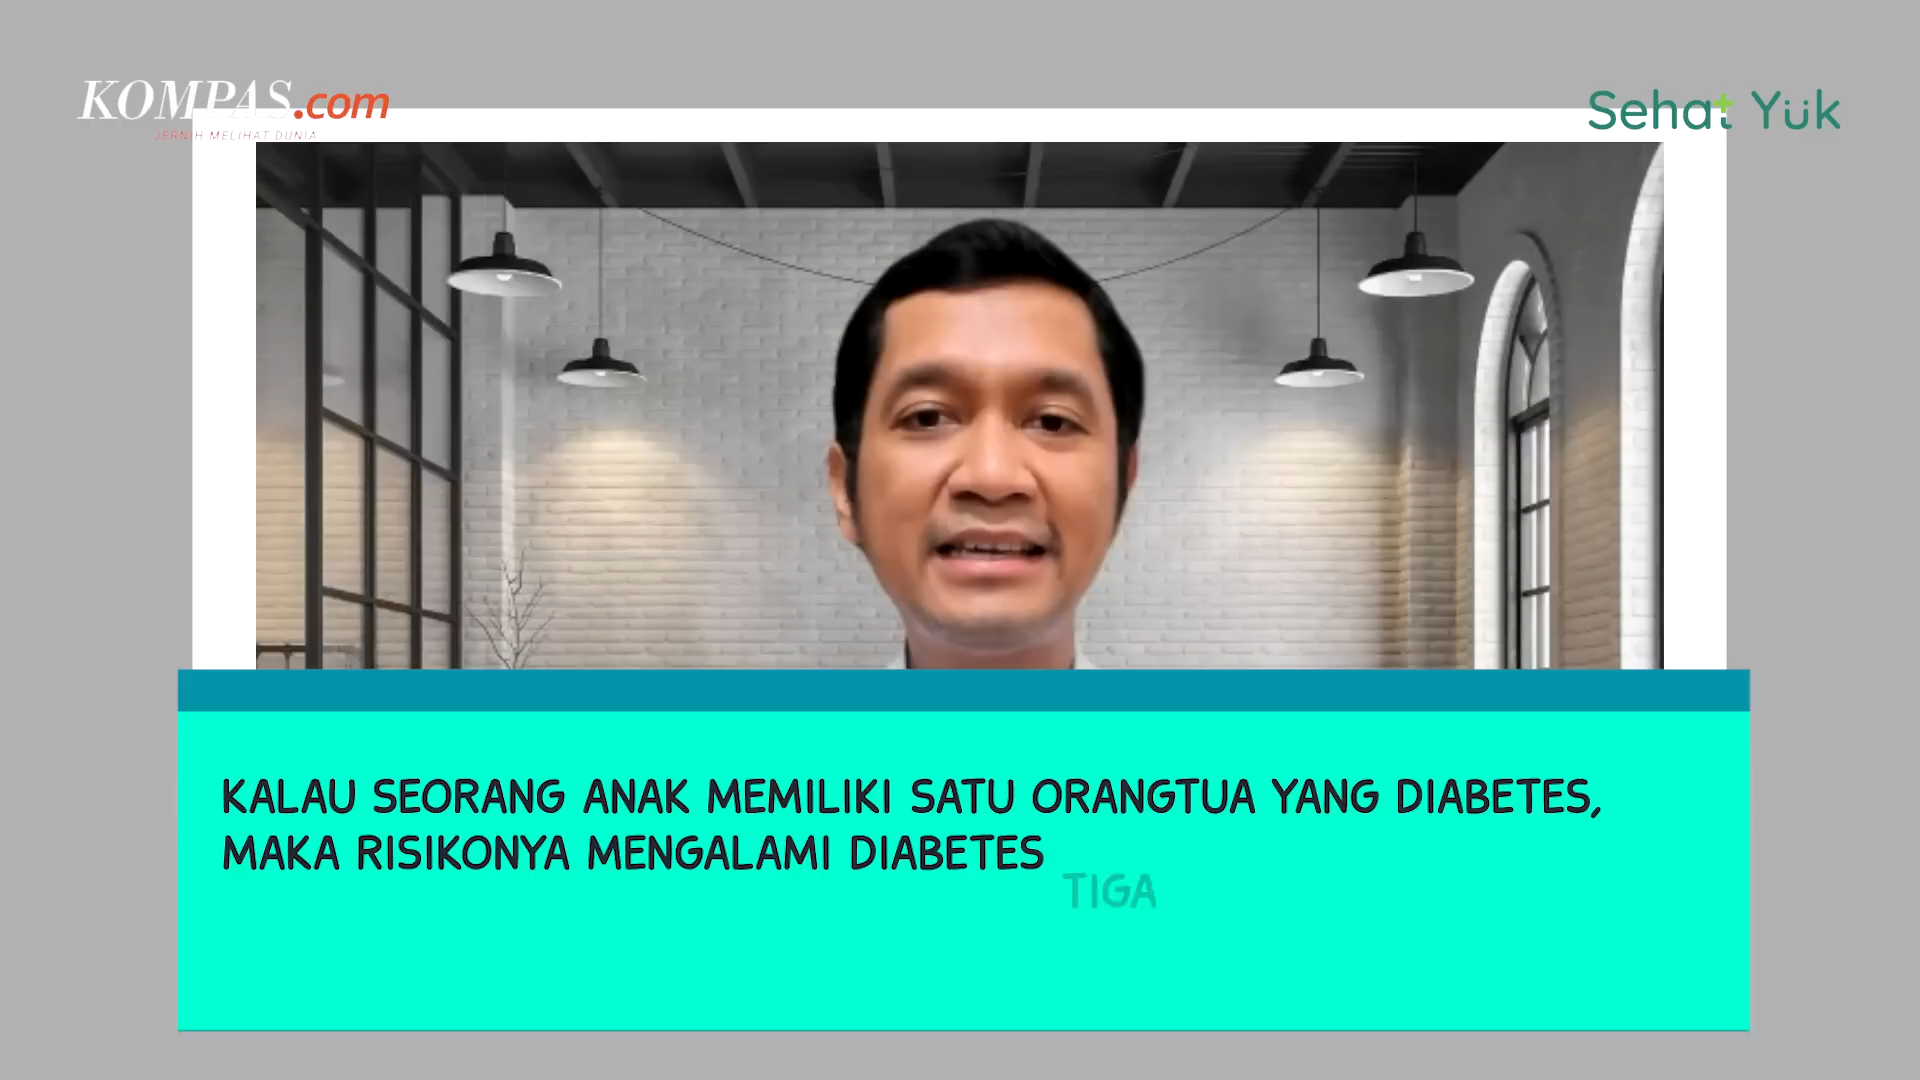 KOMPAS.com
JERNIH MELIHAT DUNIA
Sehat Yuk
KALAU SEORANG ANAK MEMILIKI SATU ORANGTUA YANG DIABETES,
MAKA RISIKONYA MENGALAMI DIABETES
TIGA